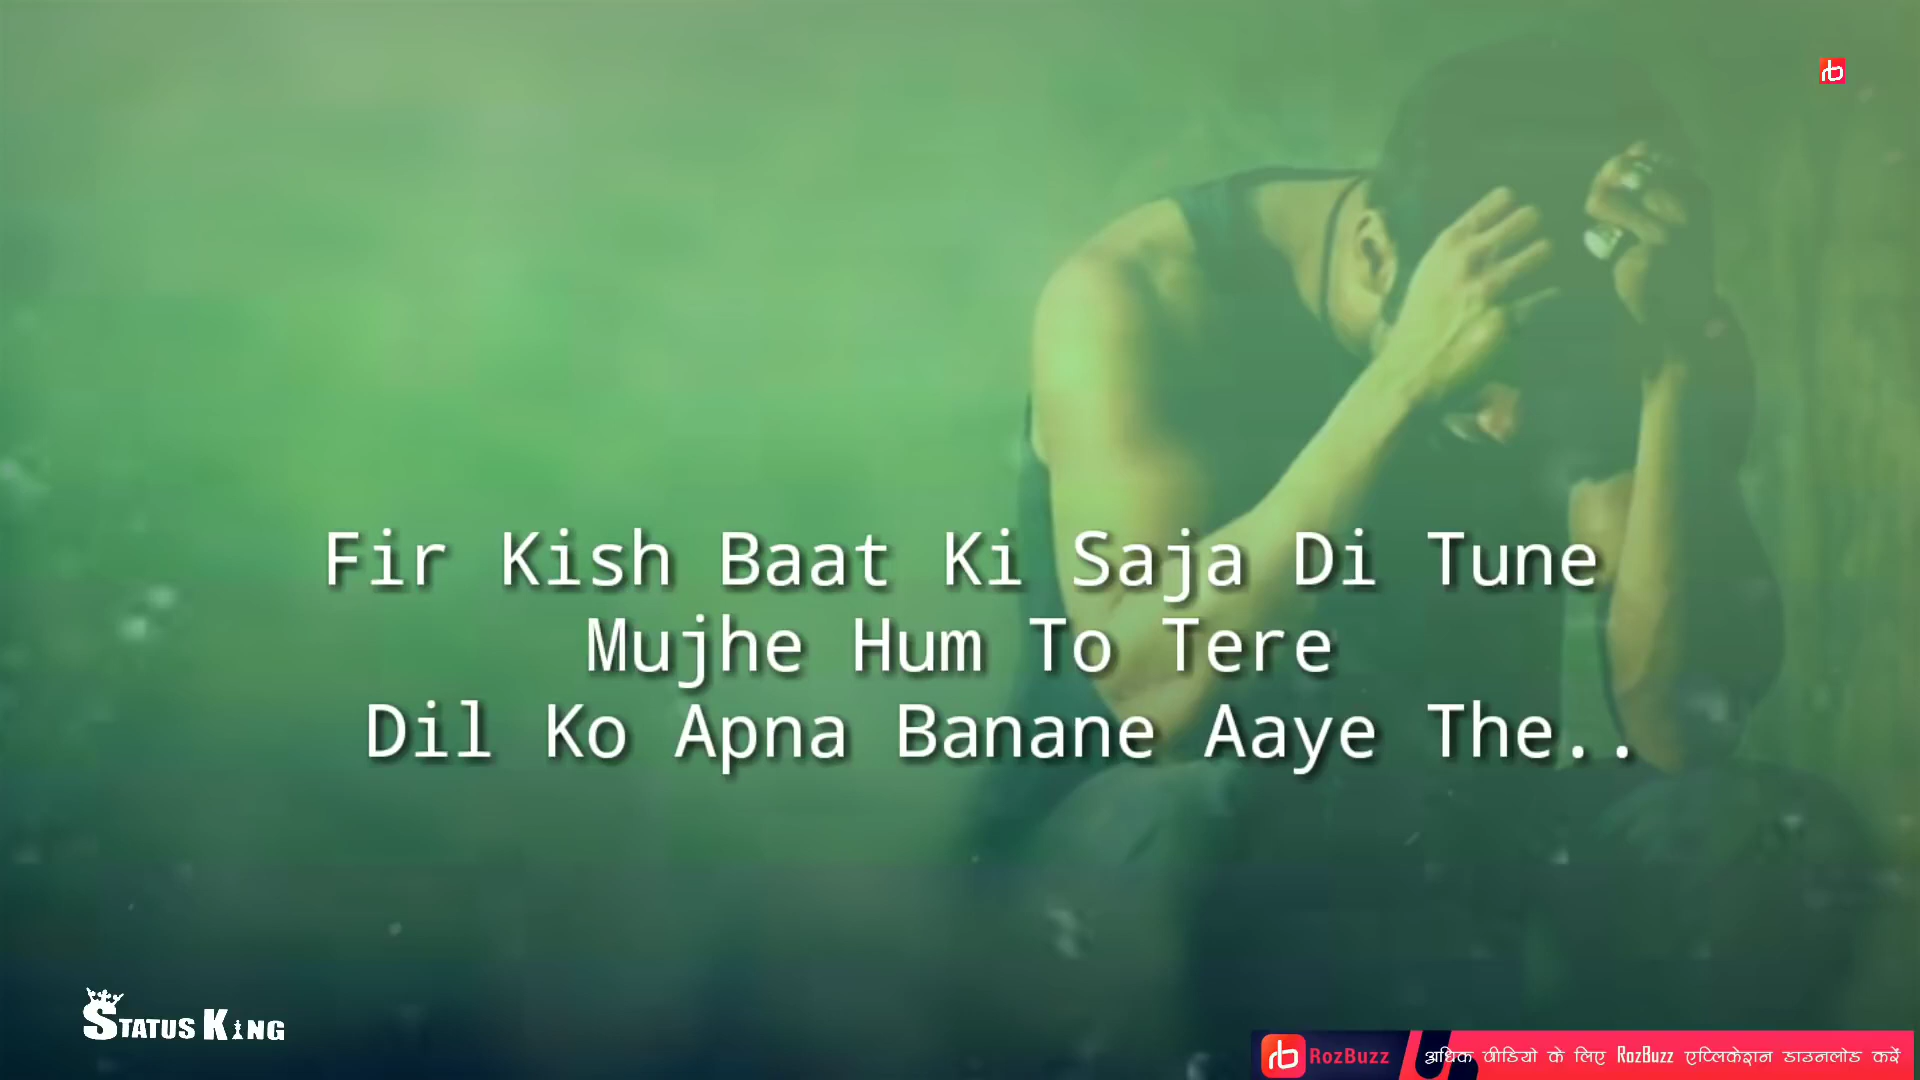 Fir Kish Baat Ki Saja Di Tune
Mujhe Hum To Tere
Dil Ko Apna Banane Aaye The..
STATUS KING
RozBuzz
अधिक वीडियो के लिए RozBuzz एप्लिकेशन डाउनलोड करें